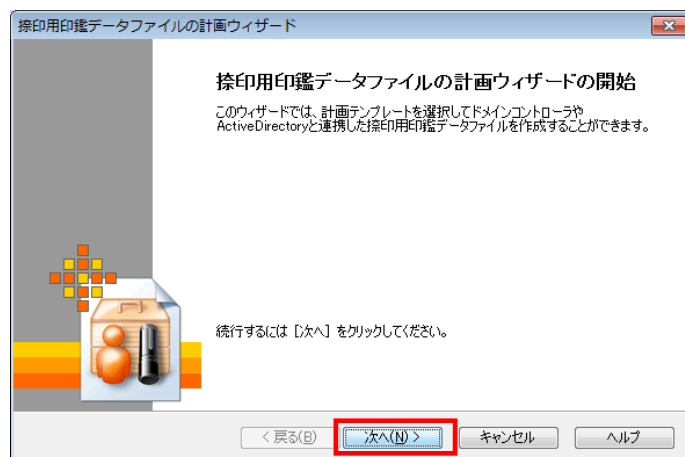 捺印用印鑑データファイルの計画ウィザード
捺印用印鑑データファイルの計画ウィザードの開始
このウィザードでは、計画テンプレートを選択してドメインコントローラや
ActiveDirectoryと連携した捺印用印鑑データファイルを作成することができます。
続行するには [次へ] をクリックしてください。
< 戻る(B)
次へ(N) >
キャンセル
ヘルプ